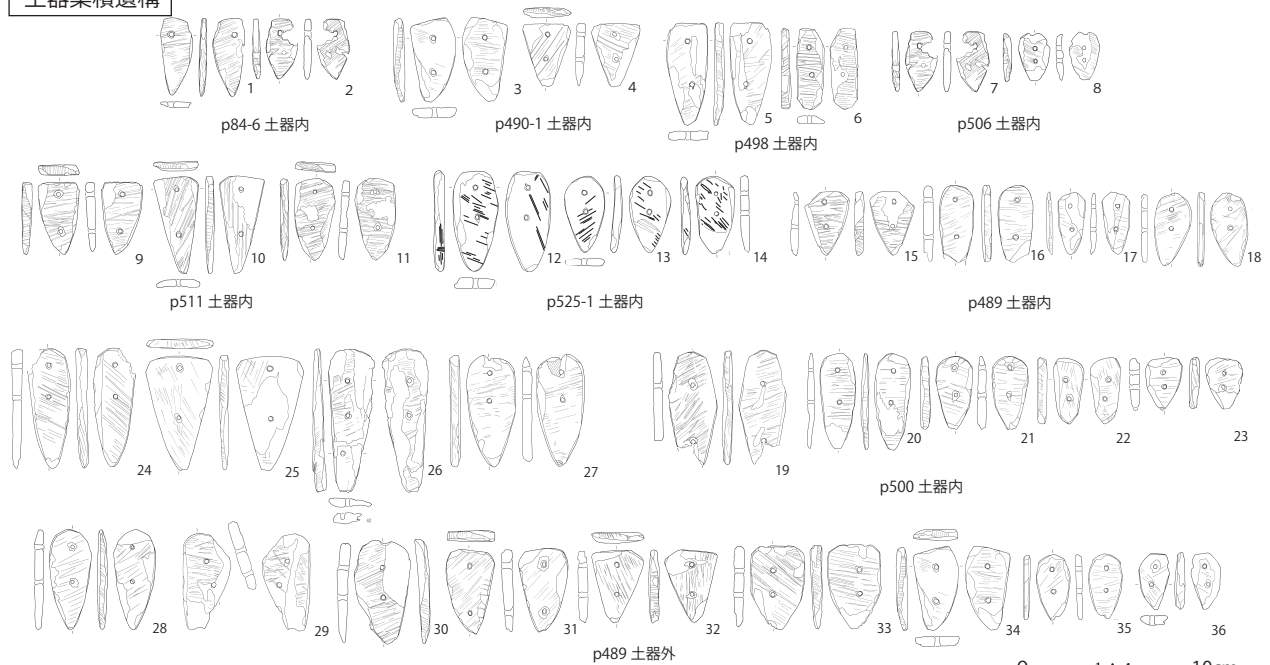 土器集積遺構
1 2 3 4 5 6 7 8
p84-6 土器内 p490-1 土器内 p498 土器内 p506 土器内
9 10 11 12 13 14 15 16 17 18
p511 土器内 p525-1 土器内 p489 土器内
24 25 26 27 19 20 21 22 23
p500 土器内
28 29 30 31 32 33 34 35 36
p489 土器外
0 10cm